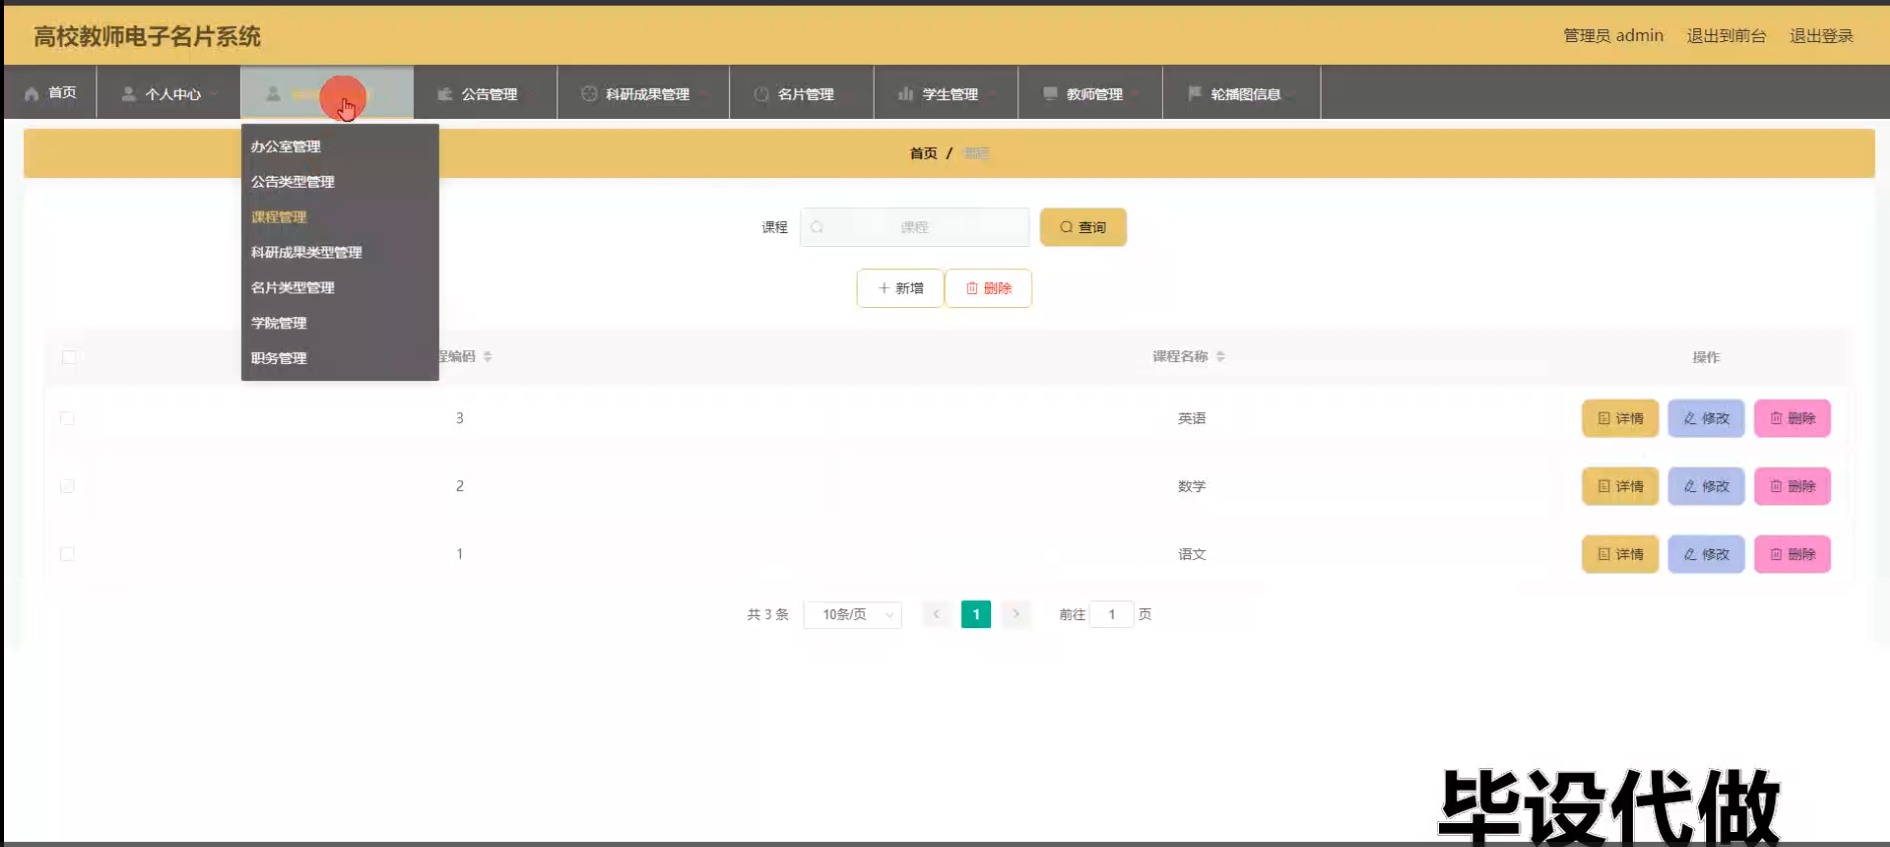 高校教师电子名片系统
管理员 admin 退出到前台 退出登录
首页 个人中心 公告管理 科研成果管理 名片管理 学生管理 教师管理 轮播图信息
办公室管理
公告类型管理
课程管理
科研成果类型管理
名片类型管理
学院管理
职务管理
首页 /
课程 课程 查询
新增 删除
程编码 课程名称 操作
3 英语 详情 修改 删除
2 数学 详情 修改 删除
1 语文 详情 修改 删除
共 3 条 10条/页 1 前往 1 页
毕设代做